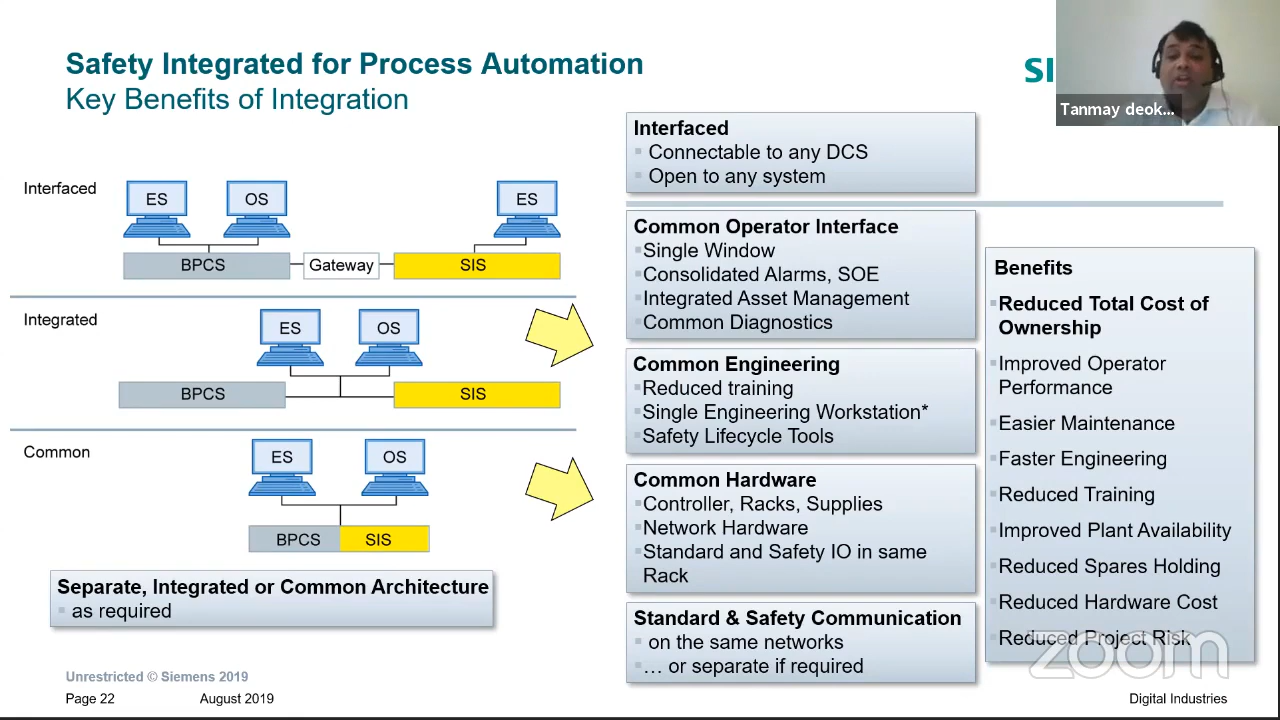 Safety Integrated for Process Automation
Key Benefits of Integration
SI
Tanmay deok...
Interfaced
ES
OS
ES
BPCS
Gateway
SIS
Integrated
ES
OS
BPCS
SIS
Common
ES
OS
BPCS
SIS
Separate, Integrated or Common Architecture
as required
Interfaced
Connectable to any DCS
Open to any system
Common Operator Interface
Single Window
Consolidated Alarms, SOE
Integrated Asset Management
Common Diagnostics
Common Engineering
Reduced training
Single Engineering Workstation*
Safety Lifecycle Tools
Common Hardware
Controller, Racks, Supplies
Network Hardware
Standard and Safety IO in same
Rack
Standard & Safety Communication
on the same networks
… or separate if required
Benefits
Reduced Total Cost of
Ownership
Improved Operator
Performance
Easier Maintenance
Faster Engineering
Reduced Training
Improved Plant Availability
Reduced Spares Holding
Reduced Hardware Cost
Reduced Project Risk
zoom
Unrestricted © Siemens 2019
Page 22
August 2019
Digital Industries